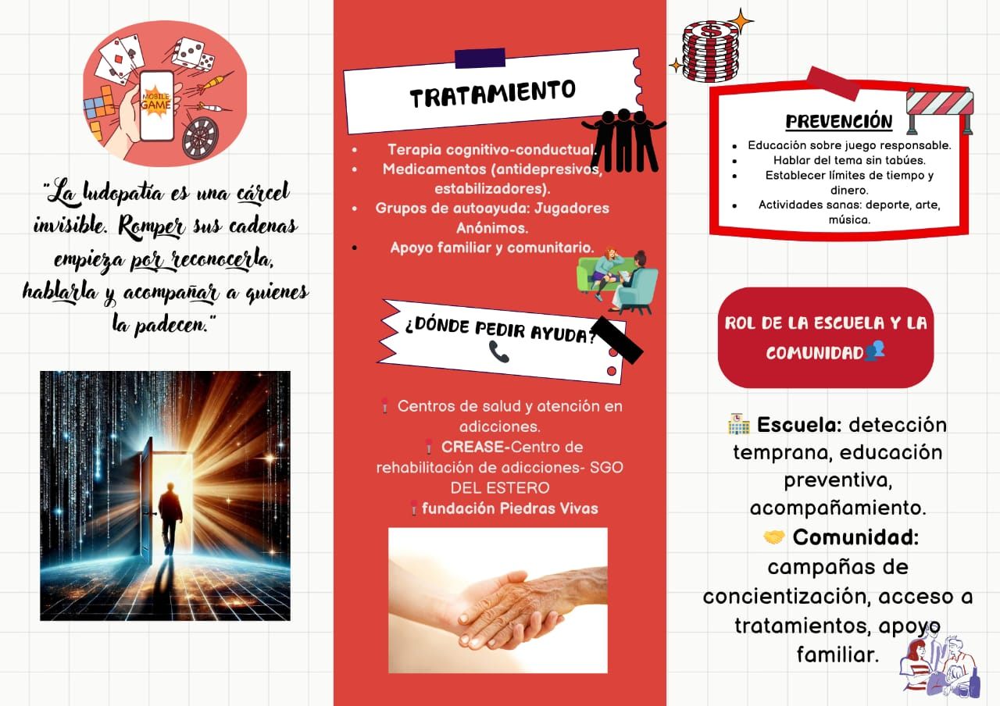 MOBILE
GAME
"La ludopatía es una cárcel
invisible. Romper sus cadenas
empieza por reconocerla,
hablarla y acompañar a quienes
la padecen."
TRATAMIENTO
• Terapia cognitivo-conductual.
• Medicamentos (antidepresivos,
estabilizadores).
• Grupos de autoayuda: Jugadores
Anónimos.
• Apoyo familiar y comunitario.
¿DÓNDE PEDIR AYUDA?
📞
📍 Centros de salud y atención en
adicciones.
📍 CREASE-Centro de
rehabilitación de adicciones- SGO
DEL ESTERO
📍fundación Piedras Vivas
$
PREVENCIÓN
• Educación sobre juego responsable.
• Hablar del tema sin tabúes.
• Establecer límites de tiempo y
dinero.
• Actividades sanas: deporte, arte,
música.
ROL DE LA ESCUELA Y LA
COMUNIDAD👥
🏫 Escuela: detección
temprana, educación
preventiva,
acompañamiento.
🤝 Comunidad:
campañas de
concientización, acceso a
tratamientos, apoyo
familiar.